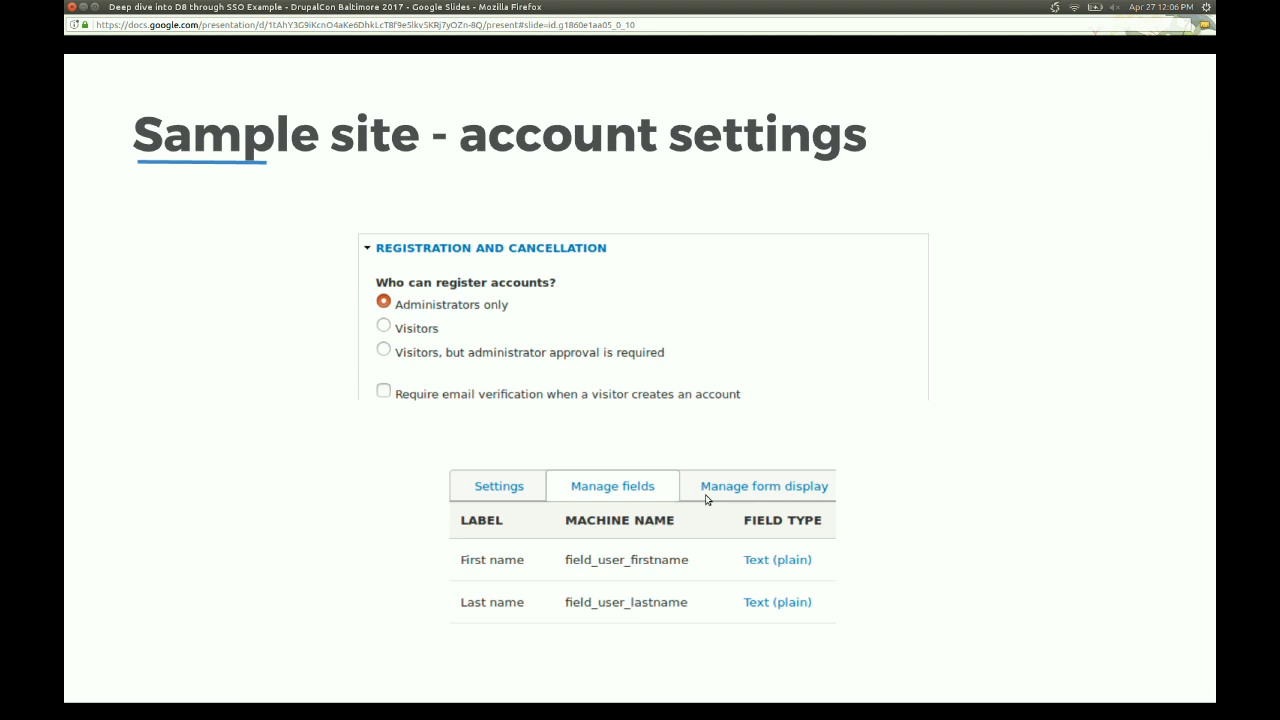 Deep dive into D8 through SSO Example - DrupalCon Baltimore 2017 - Google Slides - Mozilla Firefox
Apr 27 12:06 PM
https://docs.google.com/presentation/d/1tAhY3G9iKcnO4aKe6DhkLcT8f9e5lkv5KRj7yOZn-8Q/present#slide=id.g1860e1aa05_0_10
Sample site - account settings
REGISTRATION AND CANCELLATION
Who can register accounts?
Administrators only
Visitors
Visitors, but administrator approval is required
Require email verification when a visitor creates an account
Settings Manage fields Manage form display
LABEL MACHINE NAME FIELD TYPE
First name field_user_firstname Text (plain)
Last name field_user_lastname Text (plain)